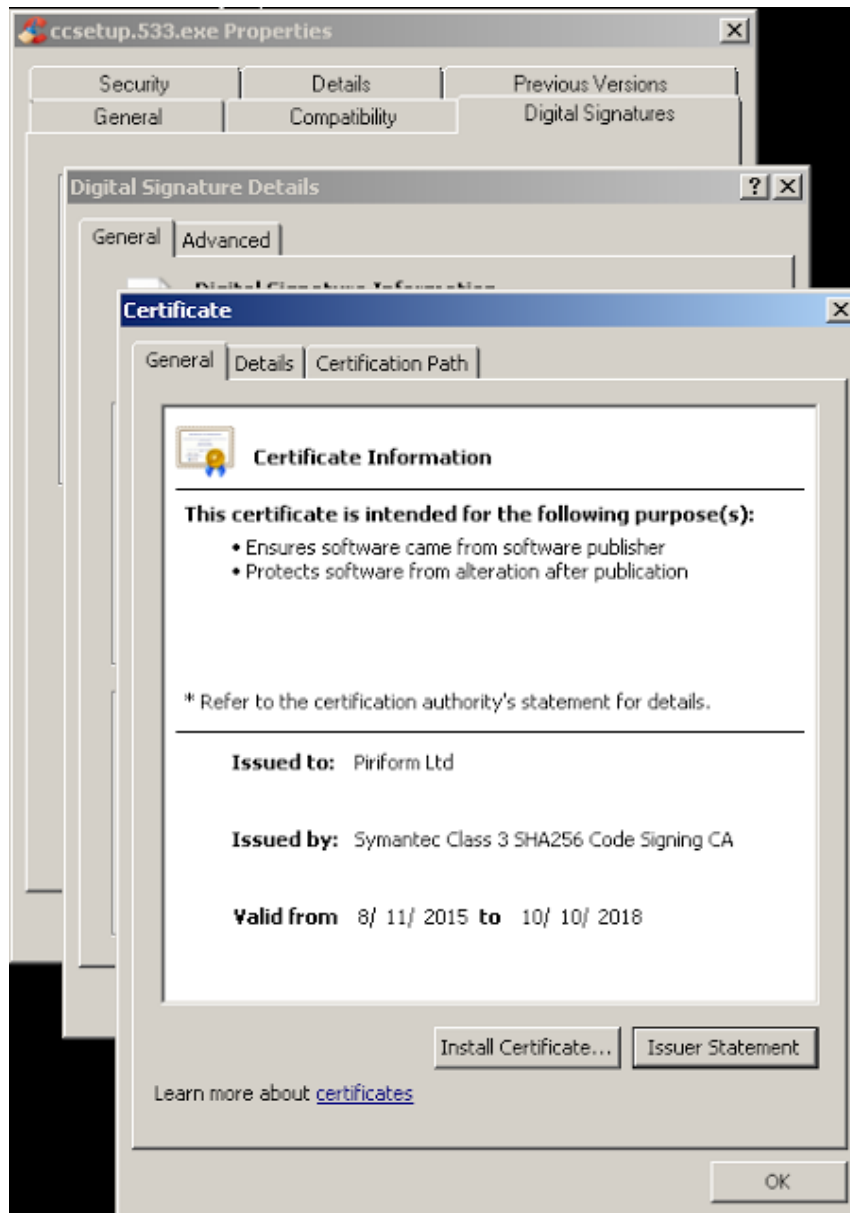 ccsetup.533.exe Properties
Security Details Previous Versions
General Compatibility Digital Signatures
Digital Signature Details
General Advanced
Digital Signature Information
Certificate
General Details Certification Path
Certificate Information
This certificate is intended for the following purpose(s):
• Ensures software came from software publisher
• Protects software from alteration after publication
* Refer to the certification authority's statement for details.
Issued to: Piriform Ltd
Issued by: Symantec Class 3 SHA256 Code Signing CA
Valid from 8/ 11/ 2015 to 10/ 10/ 2018
Install Certificate... Issuer Statement
Learn more about certificates
OK